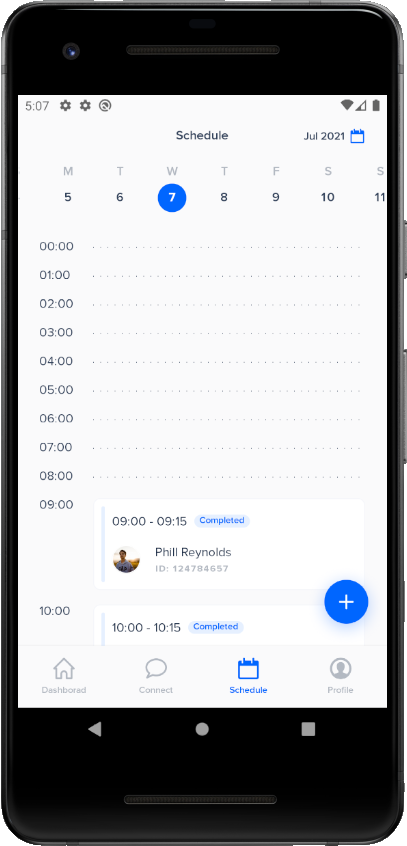 5:07
Schedule
Jul 2021
M T W T F S S
5 6 7 8 9 10 11
00:00
01:00
02:00
03:00
04:00
05:00
06:00
07:00
08:00
09:00
09:00 - 09:15 Completed
Phill Reynolds
ID: 124784657
+
10:00
10:00 - 10:15 Completed
Dashborad Connect Schedule Profile